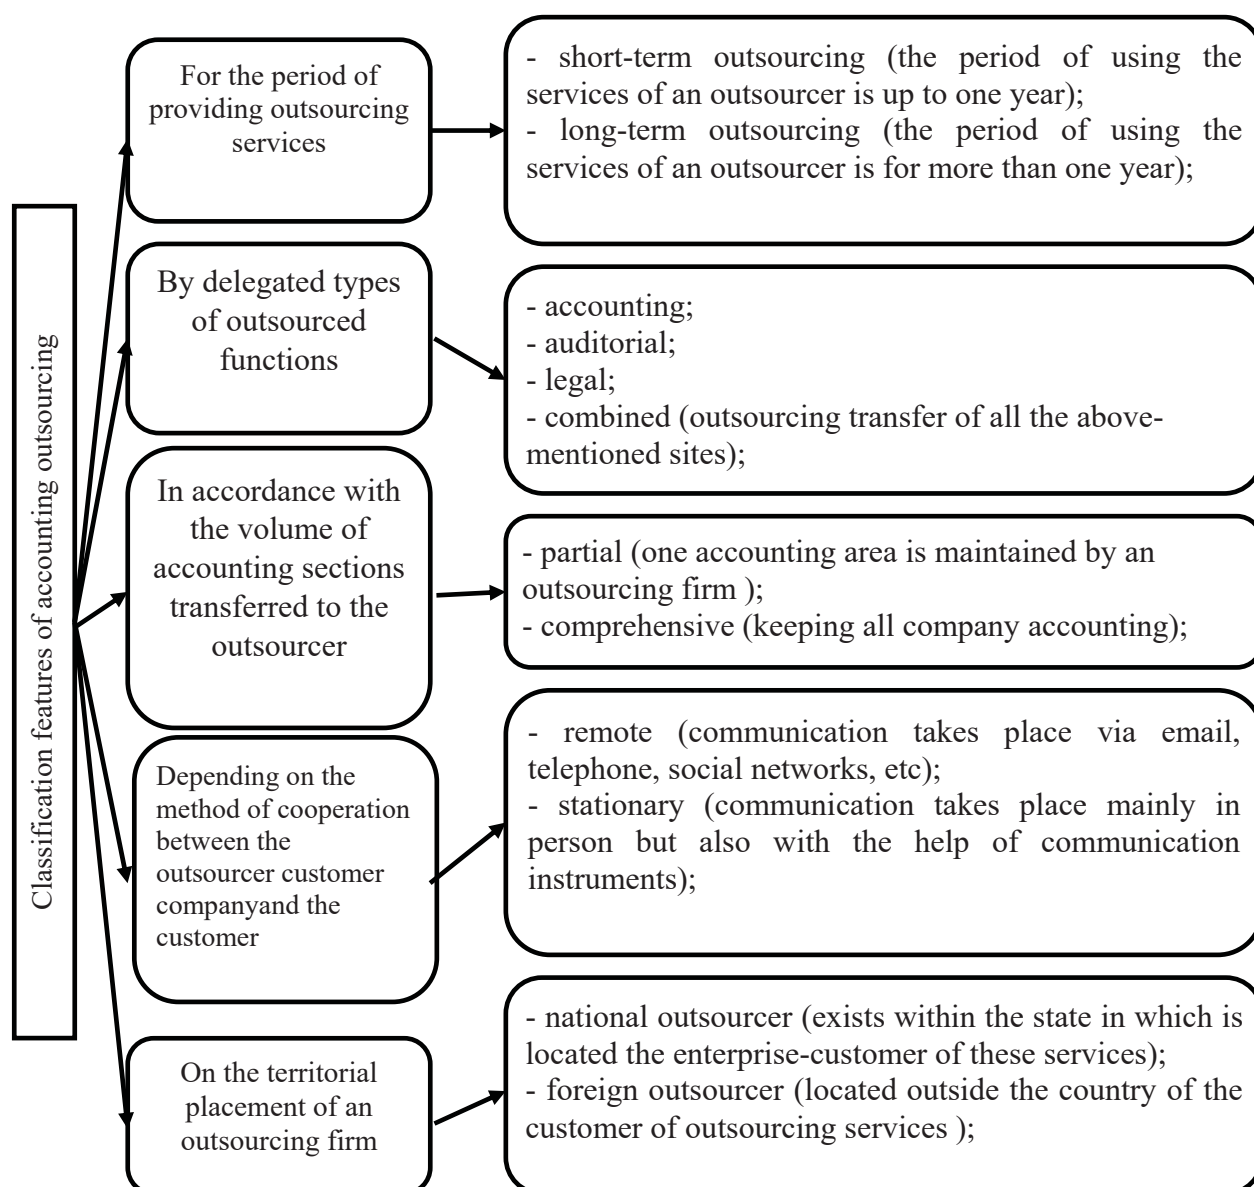 Classification features of accounting outsourcing
For the period of
providing outsourcing
services
- short-term outsourcing (the period of using the
services of an outsourcer is up to one year);
- long-term outsourcing (the period of using the
services of an outsourcer is for more than one year);
By delegated types
of outsourced
functions
- accounting;
- auditorial;
- legal;
- combined (outsourcing transfer of all the above-
mentioned sites);
In accordance with
the volume of
accounting sections
transferred to the
outsourcer
- partial (one accounting area is maintained by an
outsourcing firm );
- comprehensive (keeping all company accounting);
Depending on the
method of cooperation
between the
outsourcer customer
companyand the
customer
- remote (communication takes place via email,
telephone, social networks, etc);
- stationary (communication takes place mainly in
person but also with the help of communication
instruments);
On the territorial
placement of an
outsourcing firm
- national outsourcer (exists within the state in which is
located the enterprise-customer of these services);
- foreign outsourcer (located outside the country of the
customer of outsourcing services );